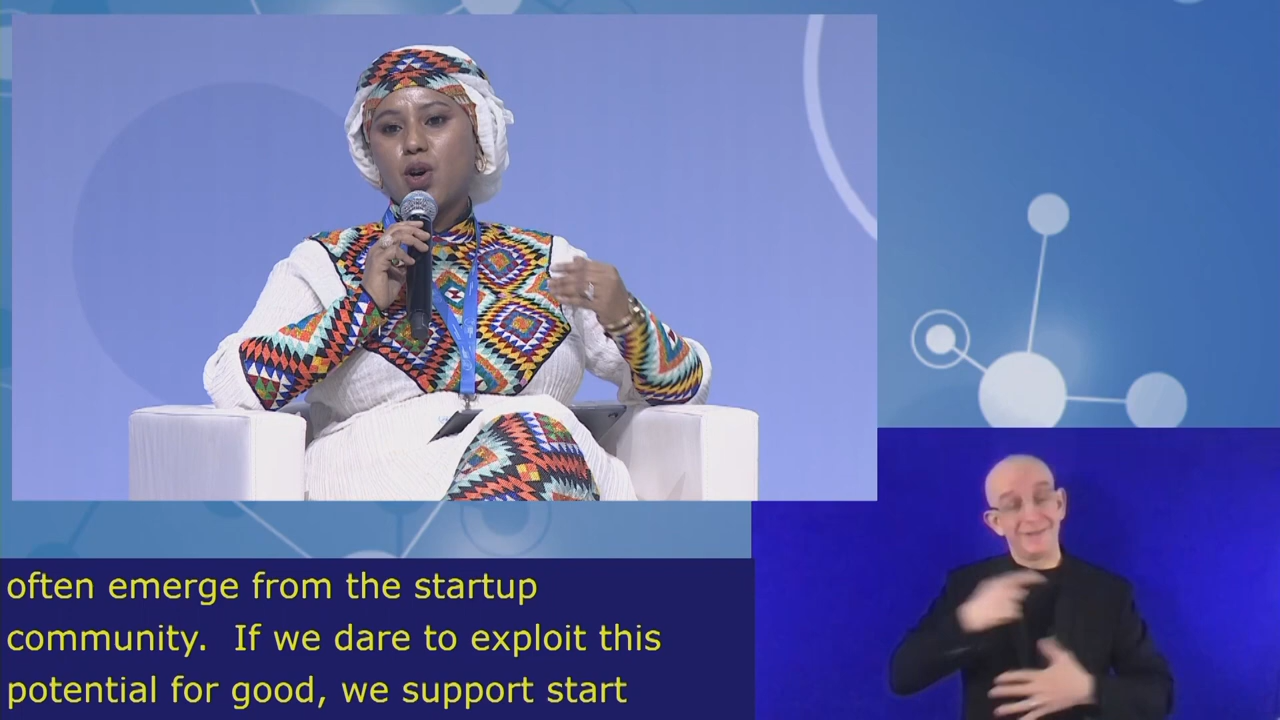 often emerge from the startup
community.  If we dare to exploit this
potential for good, we support start